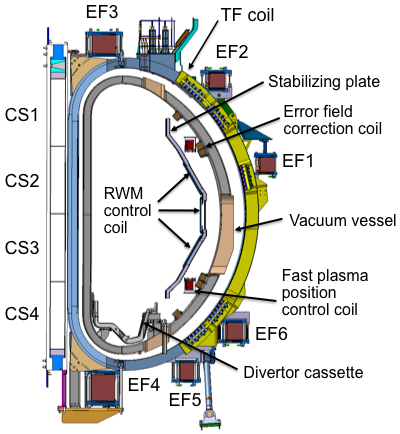 EF3
TF coil
EF2
Stabilizing plate
Error field
correction coil
CS1
EF1
CS2
RWM
control
coil
Vacuum vessel
CS3
Fast plasma
position
control coil
CS4
EF6
Divertor cassette
EF4
EF5